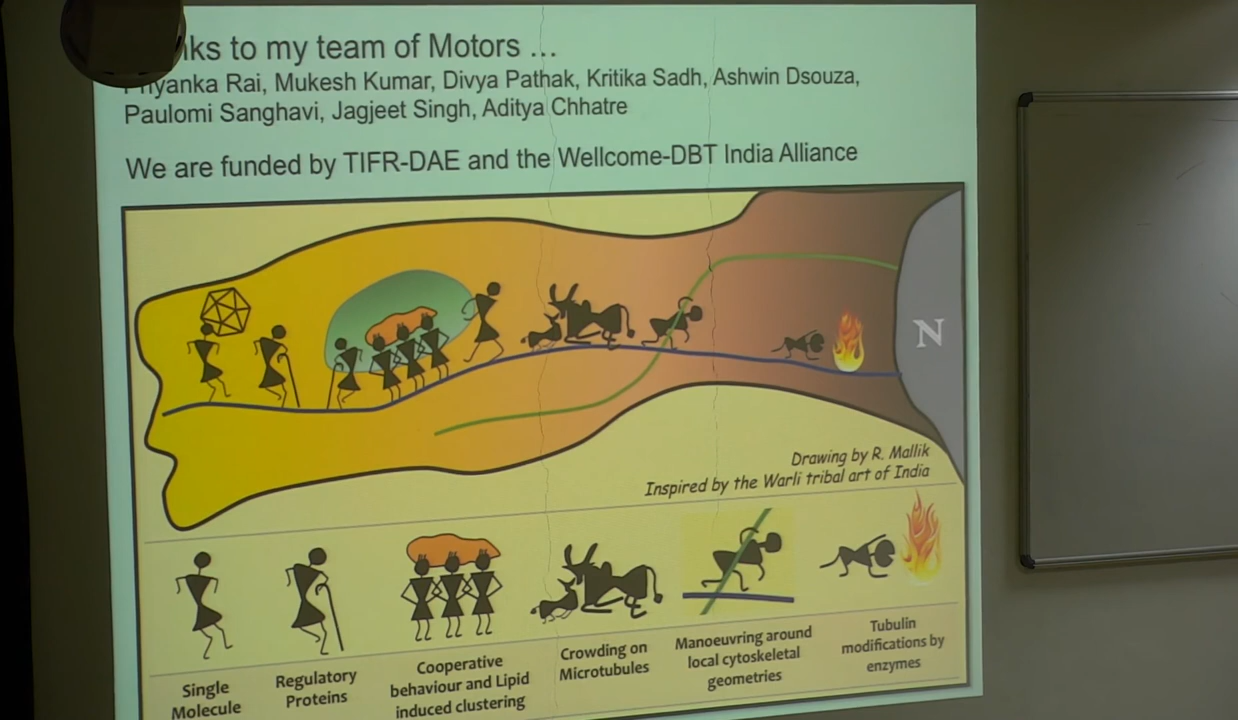 to my team of Motors ...
Rai, Mukesh Kumar, Divya Pathak, Kritika Sadh, Ashwin Dsouza,
Paulomi Sanghavi, Jagjeet Singh, Aditya Chhatre
We are funded by TIFR-DAE and the Wellcome-DBT India Alliance
N
Drawing by R. Mallik
Inspired by the Warli tribal art of India
Single
Molecule
Regulatory
Proteins
Cooperative
behaviour and Lipid
induced clustering
Crowding on
Microtubules
Manoeuvring around
local cytoskeletal
geometries
Tubulin
modifications by
enzymes